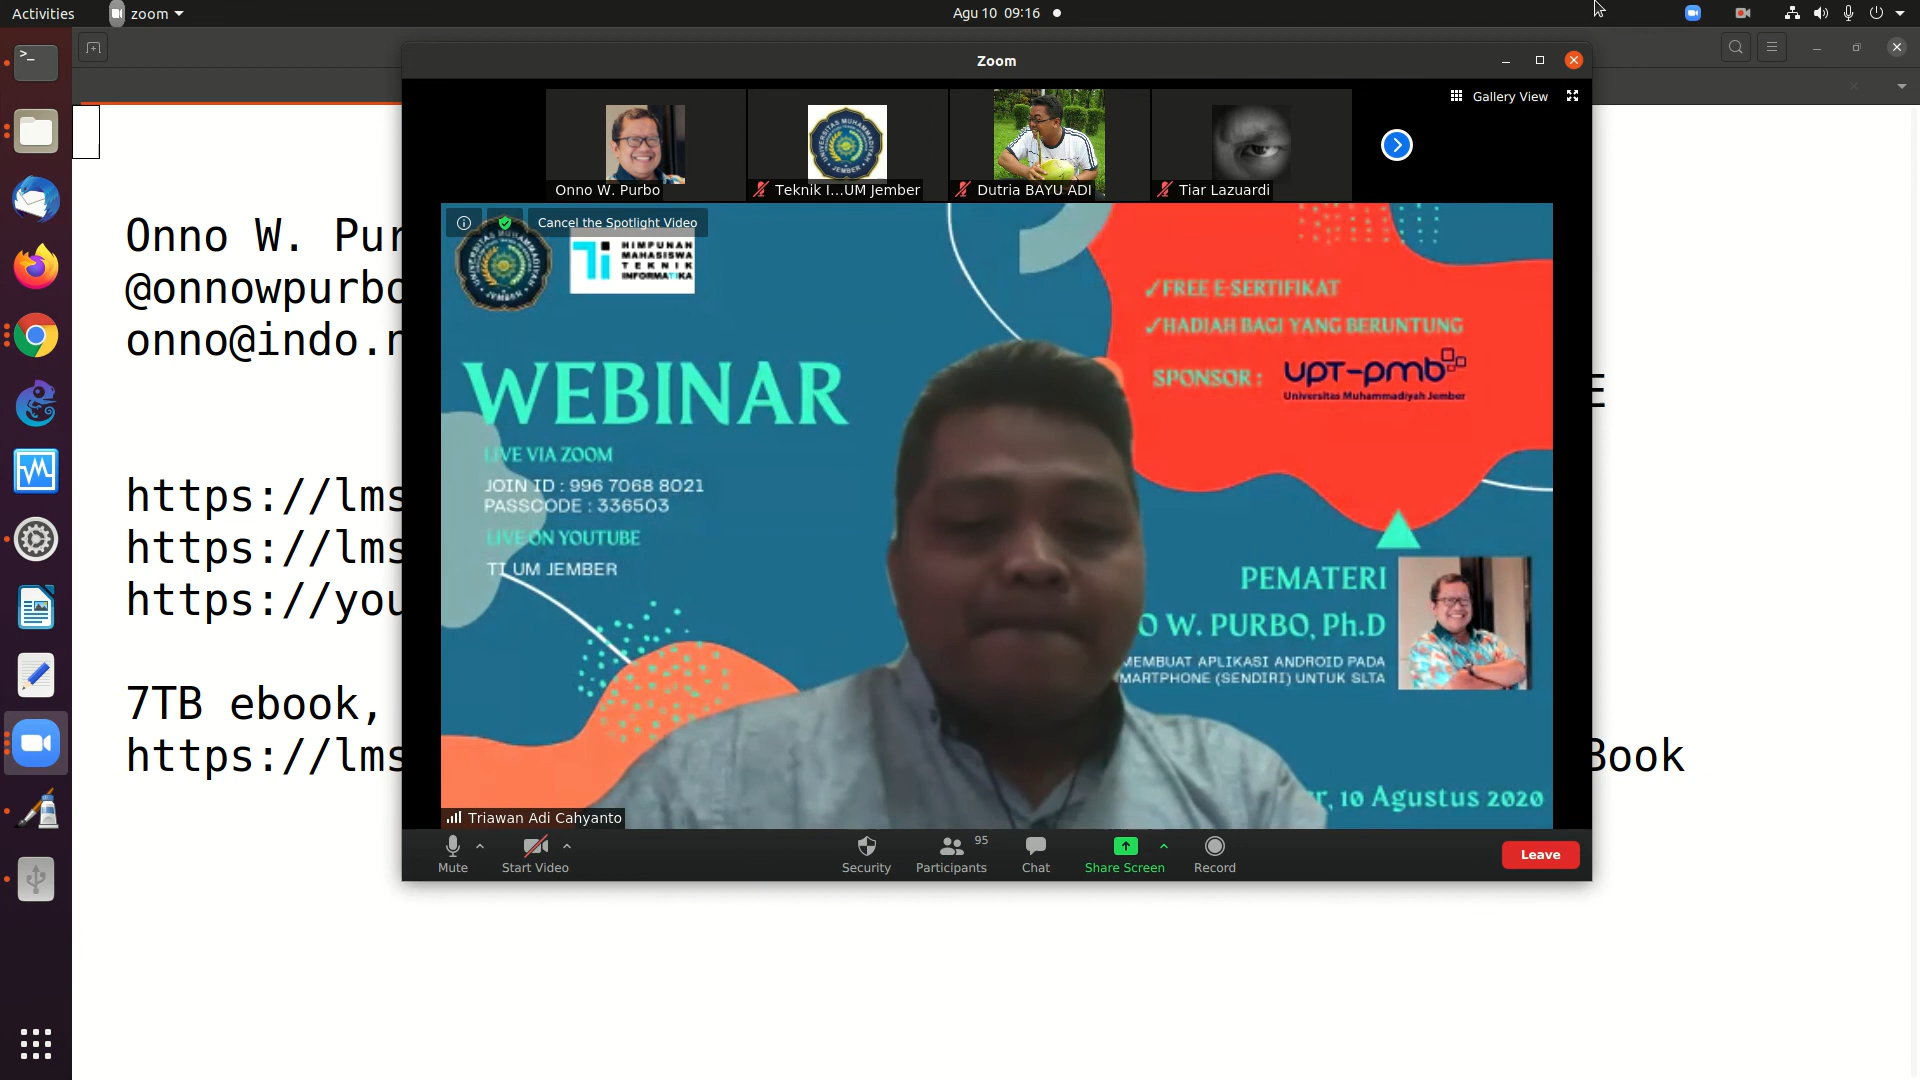 Activities
zoom
Agu 10 09:16
Zoom
Gallery View
Onno W. Purbo
Teknik I...UM Jember
Dutria BAYU ADI
Tiar Lazuardi
Cancel the Spotlight Video
UNIVERSITAS MUHAMMADIYAH JEMBER
Ti
HIMPUNAN
MAHASISWA
TEKNIK
INFORMATIKA
WEBINAR
LIVE VIA ZOOM
JOIN ID : 996 7068 8021
PASSCODE : 336503
LIVE ON YOUTUBE
TI UM JEMBER
✓FREE E-SERTIFIKAT
✓HADIAH BAGI YANG BERUNTUNG
SPONSOR : UPT-pmb
Universitas Muhammadiyah Jember
PEMATERI
O W. PURBO, Ph.D
MEMBUAT APLIKASI ANDROID PADA
MARTPHONE (SENDIRI) UNTUK SLTA
r, 10 Agustus 2020
Triawan Adi Cahyanto
Mute
Start Video
Security
Participants 95
Chat
Share Screen
Record
Leave
Onno W. Pur
@onnowpurbo
onno@indo.n
E
https://lms
https://lms
https://you
7TB ebook,
https://lms Book